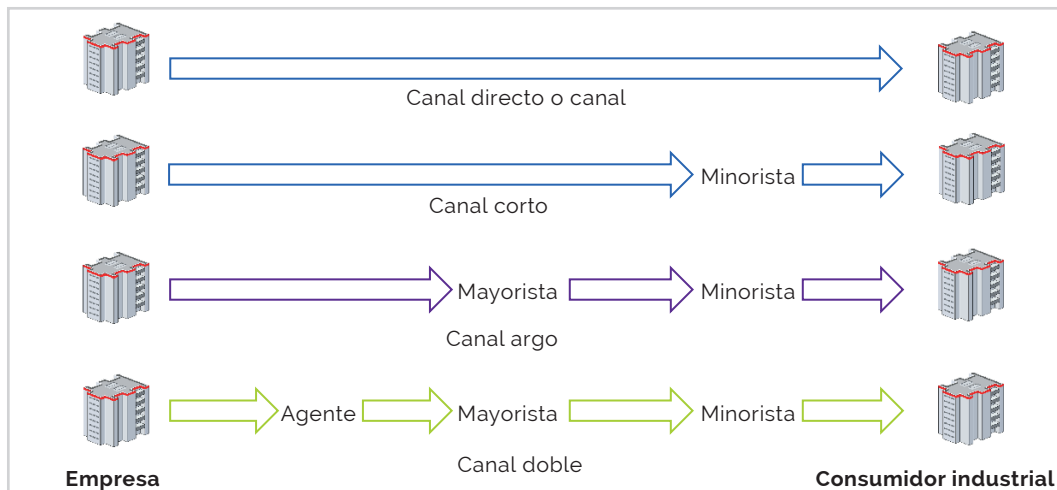 Canal directo o canal
Minorista
Canal corto
Mayorista Minorista
Canal argo
Agente Mayorista Minorista
Canal doble
Empresa Consumidor industrial